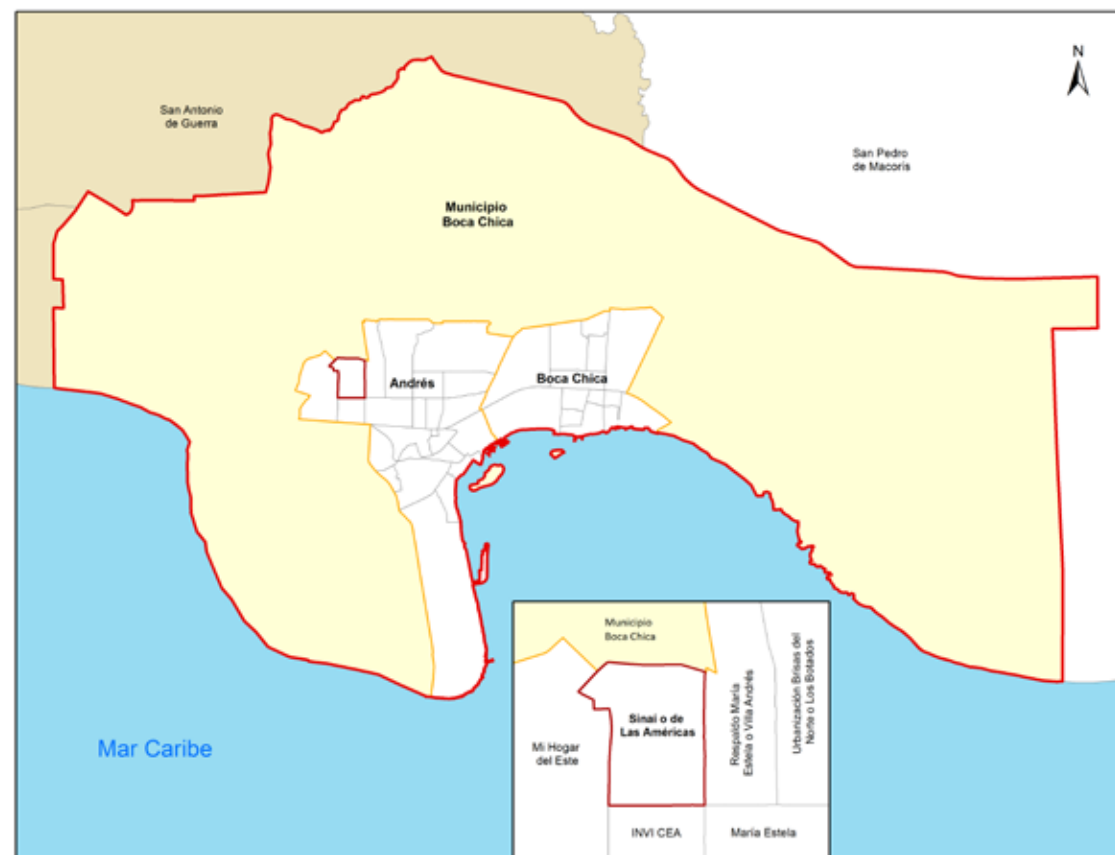 N
San Antonio
de Guerra
San Pedro
de Macorís
Municipio
Boca Chica
Andrés
Boca Chica
Mar Caribe
Municipio
Boca Chica
Sinai o de
Las Américas
Mi Hogar
del Este
Respaldo María
Estela o Villa Andrés
Urbanización Brisas del
Norte o Los Botados
INVI CEA
María Estela